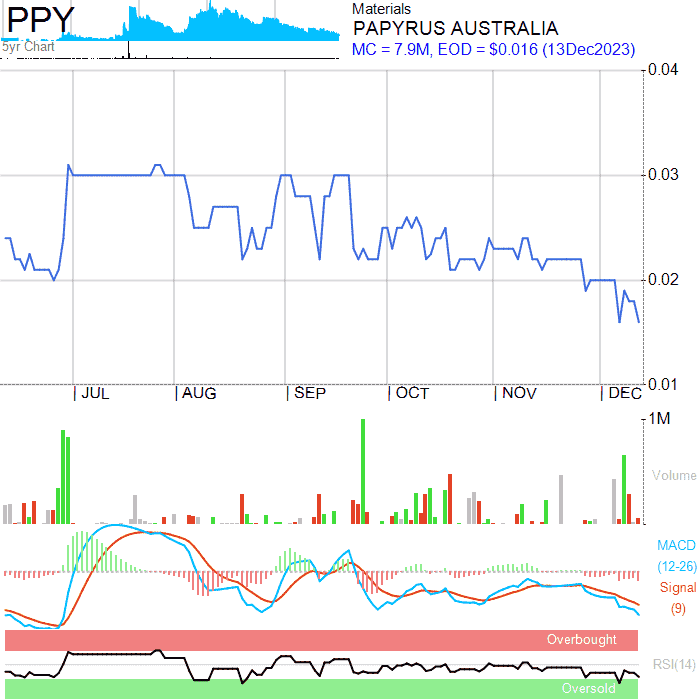 PPY
5yr Chart
Materials
PAPYRUS AUSTRALIA
MC = 7.9M, EOD = $0.016 (13Dec2023)
0.04
0.03
0.02
0.01
| JUL | AUG | SEP | OCT | NOV | DEC
1M
Volume
MACD
(12-26)
Signal
(9)
Overbought
RSI(14)
Oversold